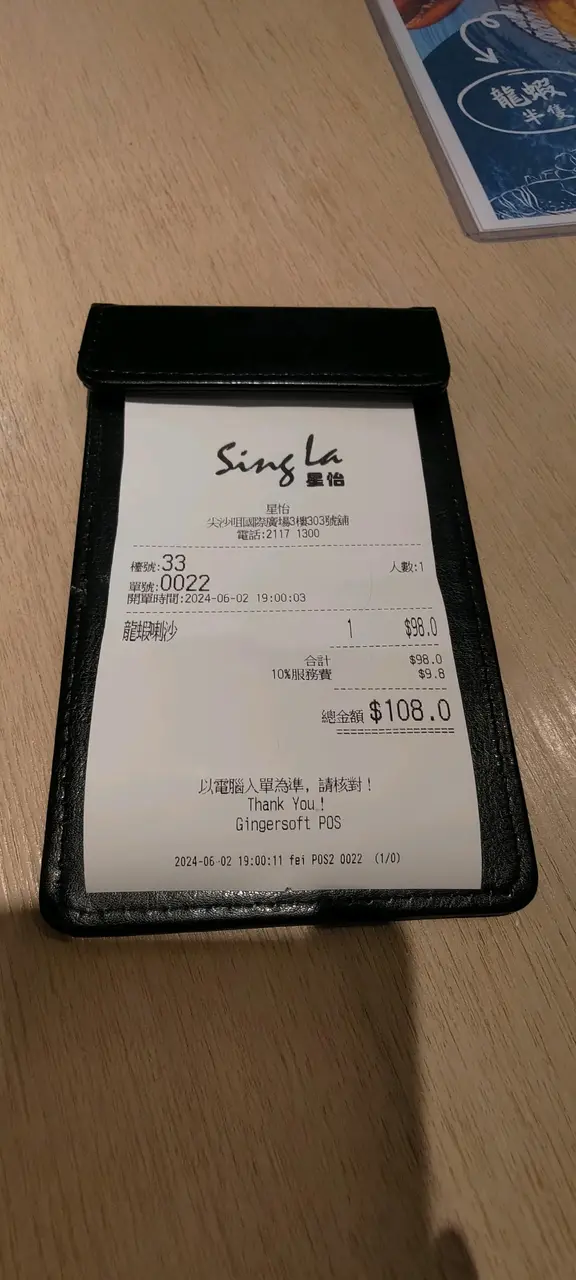 龍蝦
半隻
Sing La
星怡
星怡
尖沙咀國際廣場3樓303號舖
電話:2117 1300
檯號:33
人數:1
單號:0022
開單時間:2024-06-02 19:00:03
龍蝦喇沙 1 $98.0
合計 $98.0
10%服務費 $9.8
總金額 $108.0
以電腦入單為準, 請核對!
Thank You!
Gingersoft POS
2024-06-02 19:00:11 fei POS2 0022 (1/0)